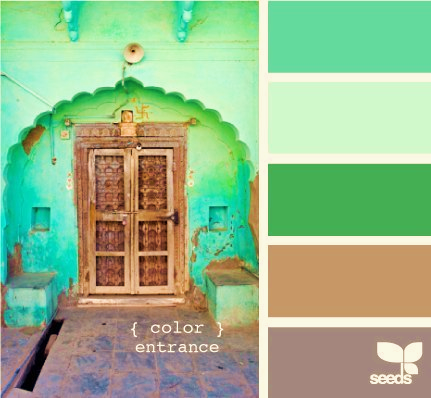 { color }
entrance
seeds